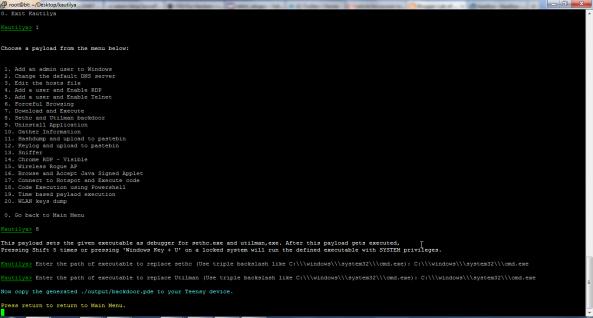 root@bt: ~/Desktop/kautilya
0. Exit Kautilya
Kautilya> 1
Choose a payload from the menu below:
1. Add an admin user to Windows
2. Change the default DNS server
3. Edit the hosts file
4. Add a user and Enable RDP
5. Add a user and Enable Telnet
6. Forceful Browsing
7. Download and Execute
8. Sethc and Utilman backdoor
9. Uninstall Application
10. Gather Information
11. Hashdump and upload to pastebin
12. Keylog and upload to pastebin
13. Sniffer
14. Chrome RDP - Visible
15. Wireless Rogue AP
16. Browse and Accept Java Signed Applet
17. Connect to Hotspot and Execute code
18. Code Execution using Powershell
19. Time based payload execution
20. WLAN keys dump
0. Go back to Main Menu
Kautilya> 8
This payload sets the given executable as debugger for sethc.exe and utilman,exe. After this payload gets executed,
Pressing Shift 5 times or pressing 'Windows Key + U' on a locked system will run the defined executable with SYSTEM privileges.
Kautilya> Enter the path of executable to replace sethc (Use triple backslash like C:\\\windows\\\system32\\\cmd.exe): C:\\\windows\\\system32\\\cmd.exe
Kautilya> Enter the path of executable to replace Utilman (Use triple backslash like C:\\\windows\\\system32\\\cmd.exe): C:\\\windows\\\system32\\\cmd.exe
Now copy the generated ./output/backdoor.pde to your Teensy device.
Press return to return to Main Menu.